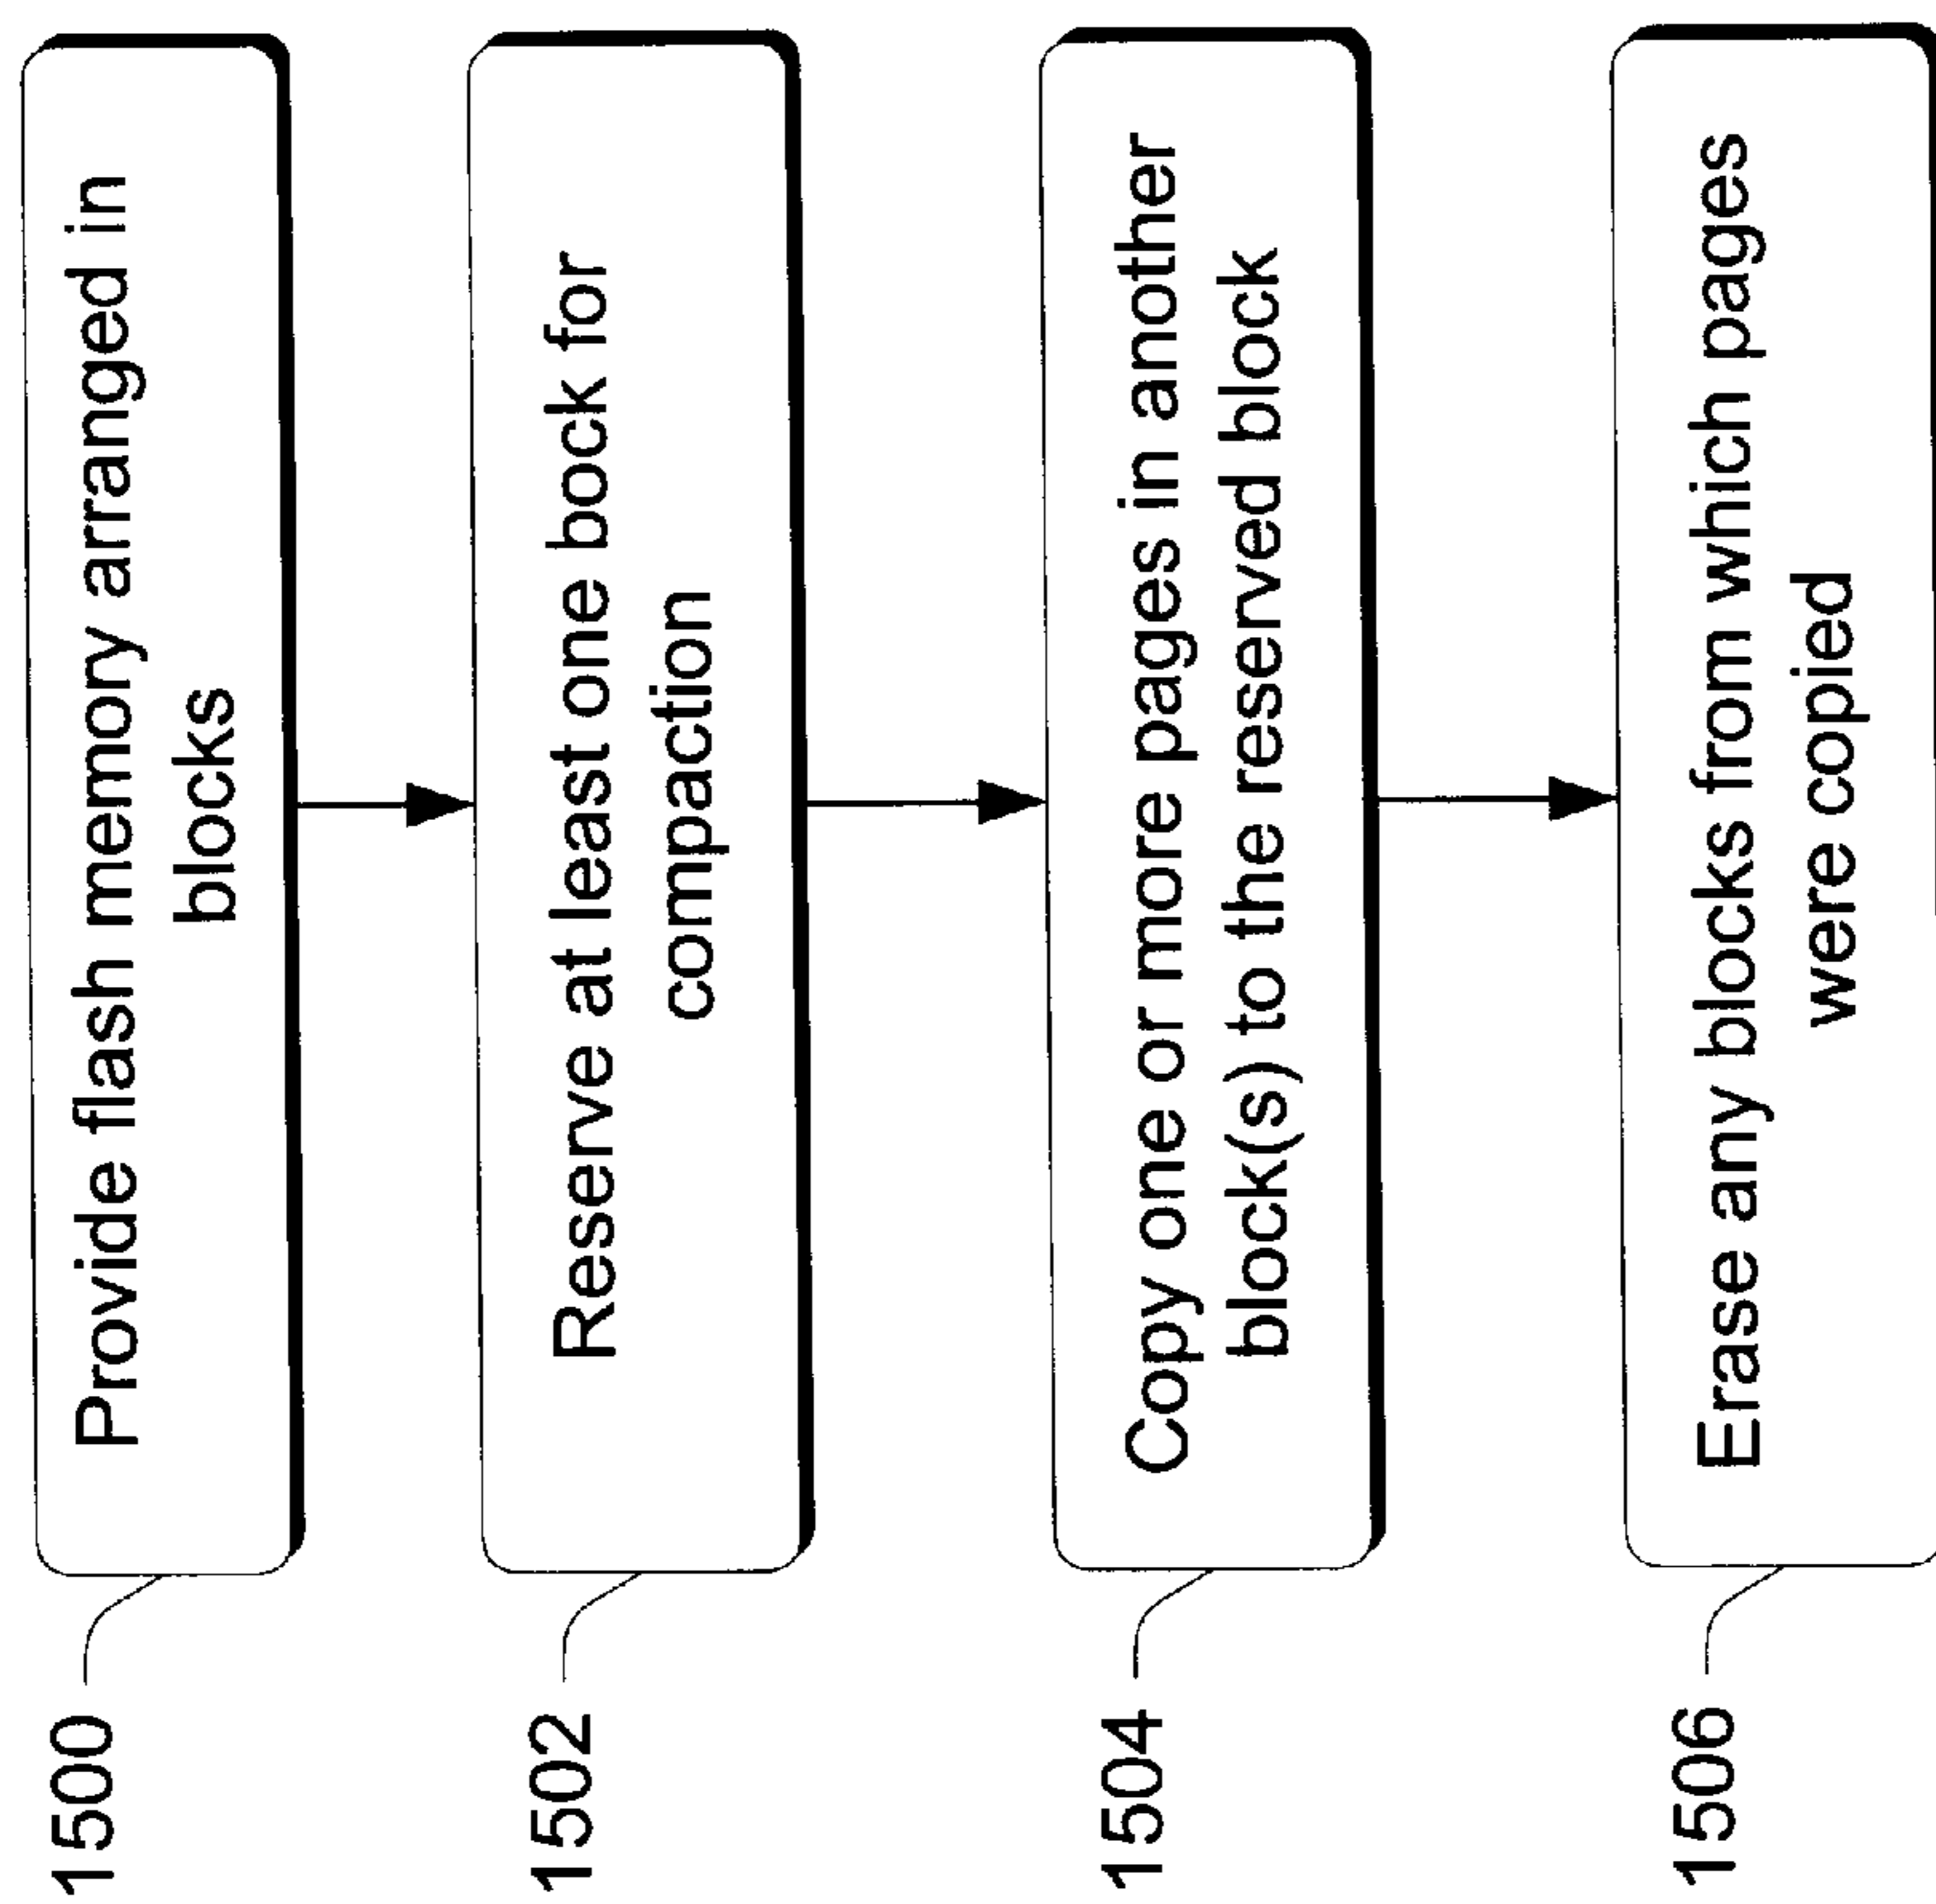 1500
Provide flash memory arranged in
blocks
1502
Reserve at least one bock for
compaction
1504
Copy one or more pages in another
block(s) to the reserved block
1506
Erase any blocks from which pages
were copied